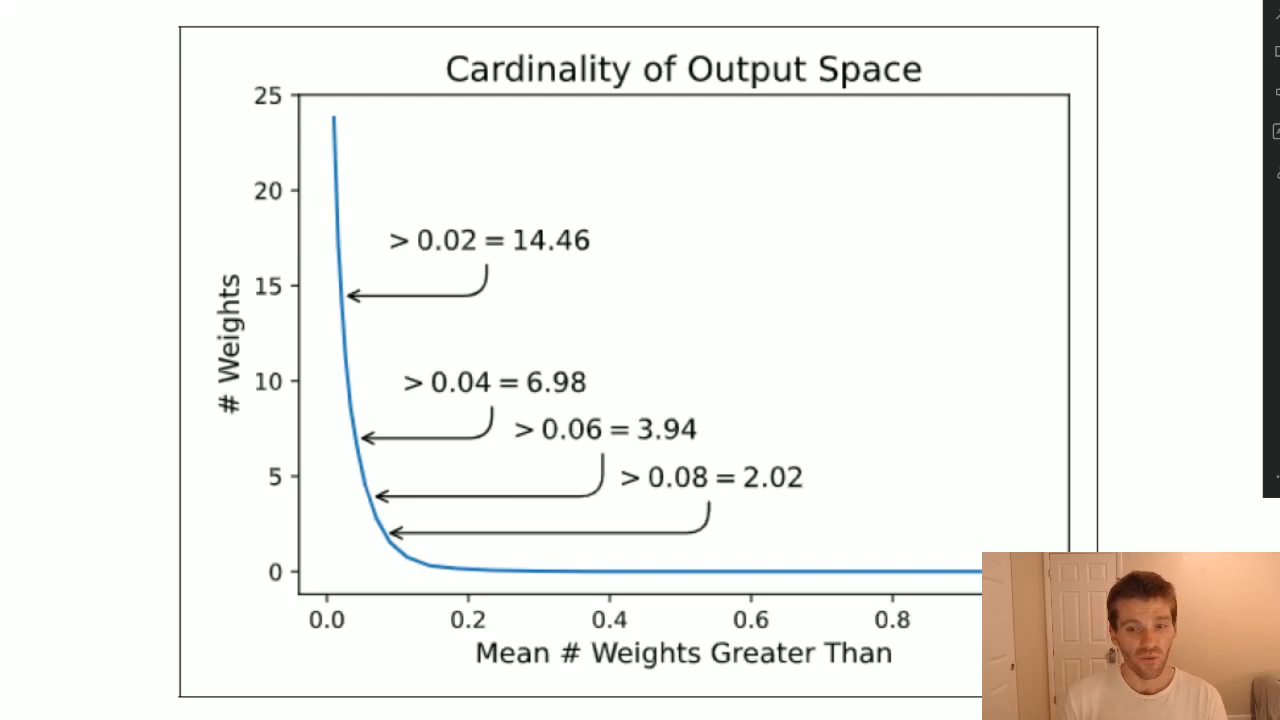 Cardinality of Output Space
25
20
15
10
5
0
# Weights
> 0.02 = 14.46
> 0.04 = 6.98
> 0.06 = 3.94
> 0.08 = 2.02
0.0 0.2 0.4 0.6 0.8
Mean # Weights Greater Than